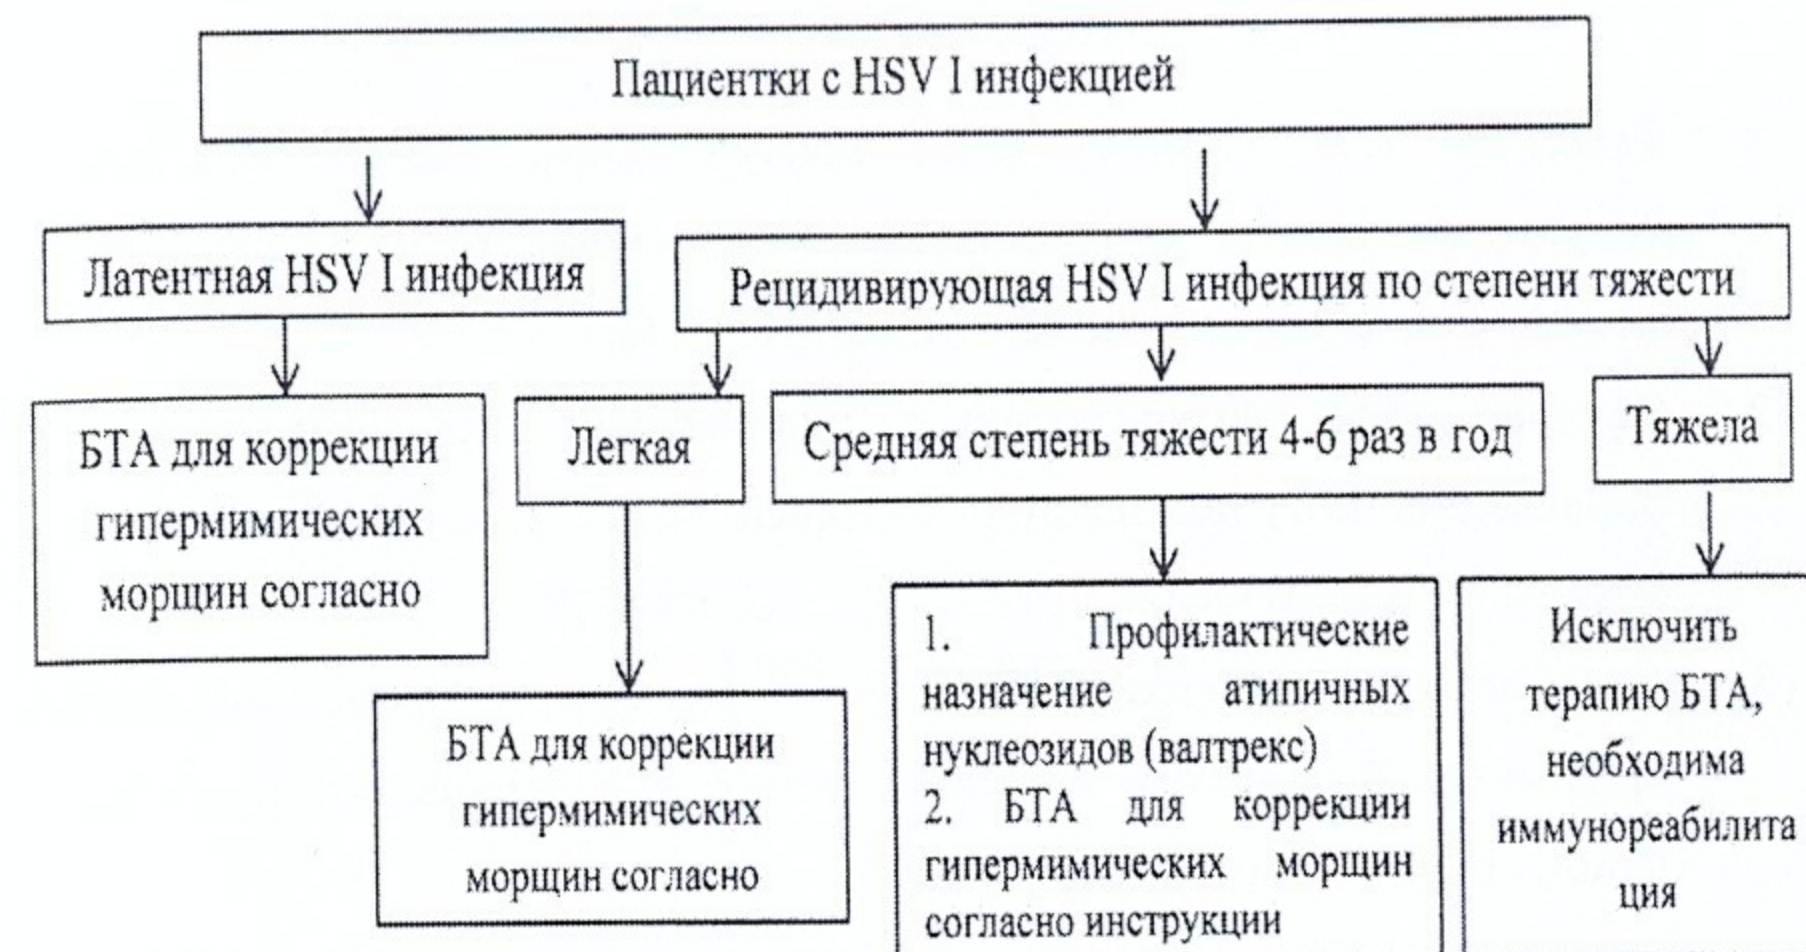 Пациентки с HSV I инфекцией
Латентная HSV I инфекция
Рецидивирующая HSV I инфекция по степени тяжести
БТА для коррекции
гипермимических
морщин согласно
Легкая
Средняя степень тяжести 4-6 раз в год
Тяжела
БТА для коррекции
гипермимических
морщин согласно
1. Профилактические
назначение атипичных
нуклеозидов (валтрекс)
2. БТА для коррекции
гипермимических морщин
согласно инструкции
Исключить
терапию БТА,
необходима
иммунореабилита
ция